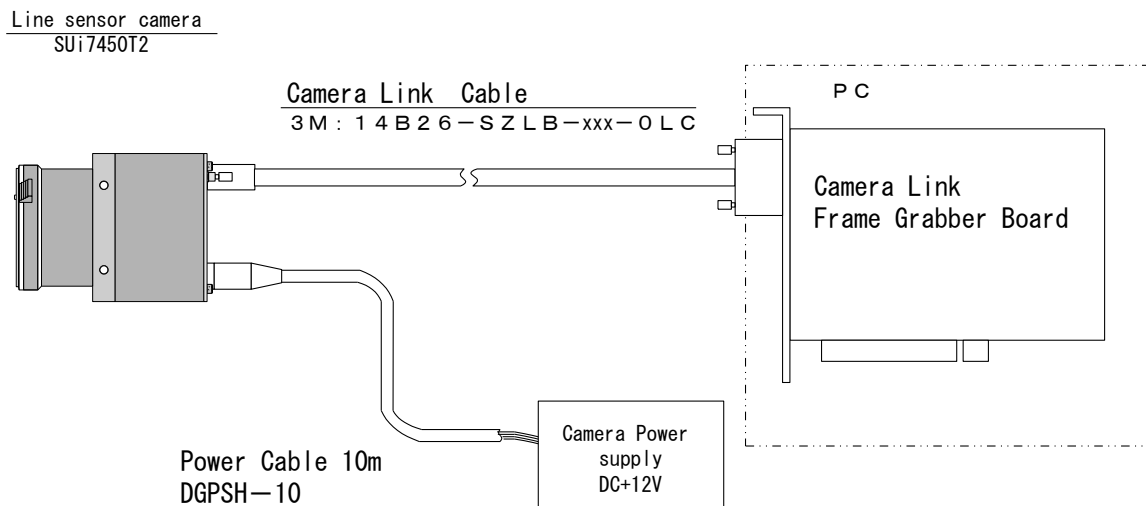 Line sensor camera
SUi7450T2
Camera Link Cable
3M:14B26-SZLB-xxx-0LC
PC
Camera Link
Frame Grabber Board
Power Cable 10m
DGPSH-10
Camera Power
supply
DC+12V